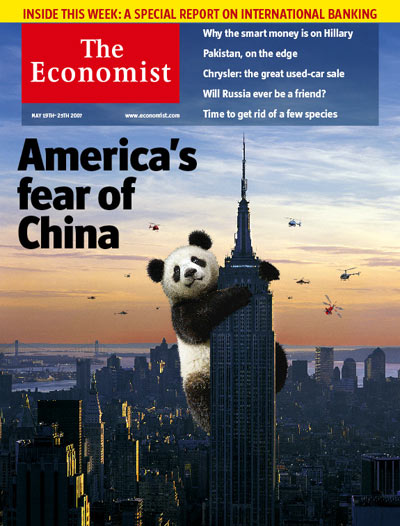 INSIDE THIS WEEK: A SPECIAL REPORT ON INTERNATIONAL BANKING
The
Economist
MAY 19TH-25TH 2007
www.economist.com
Why the smart money is on Hillary
Pakistan, on the edge
Chrysler: the great used-car sale
Will Russia ever be a friend?
Time to get rid of a few species
America's
fear of
China